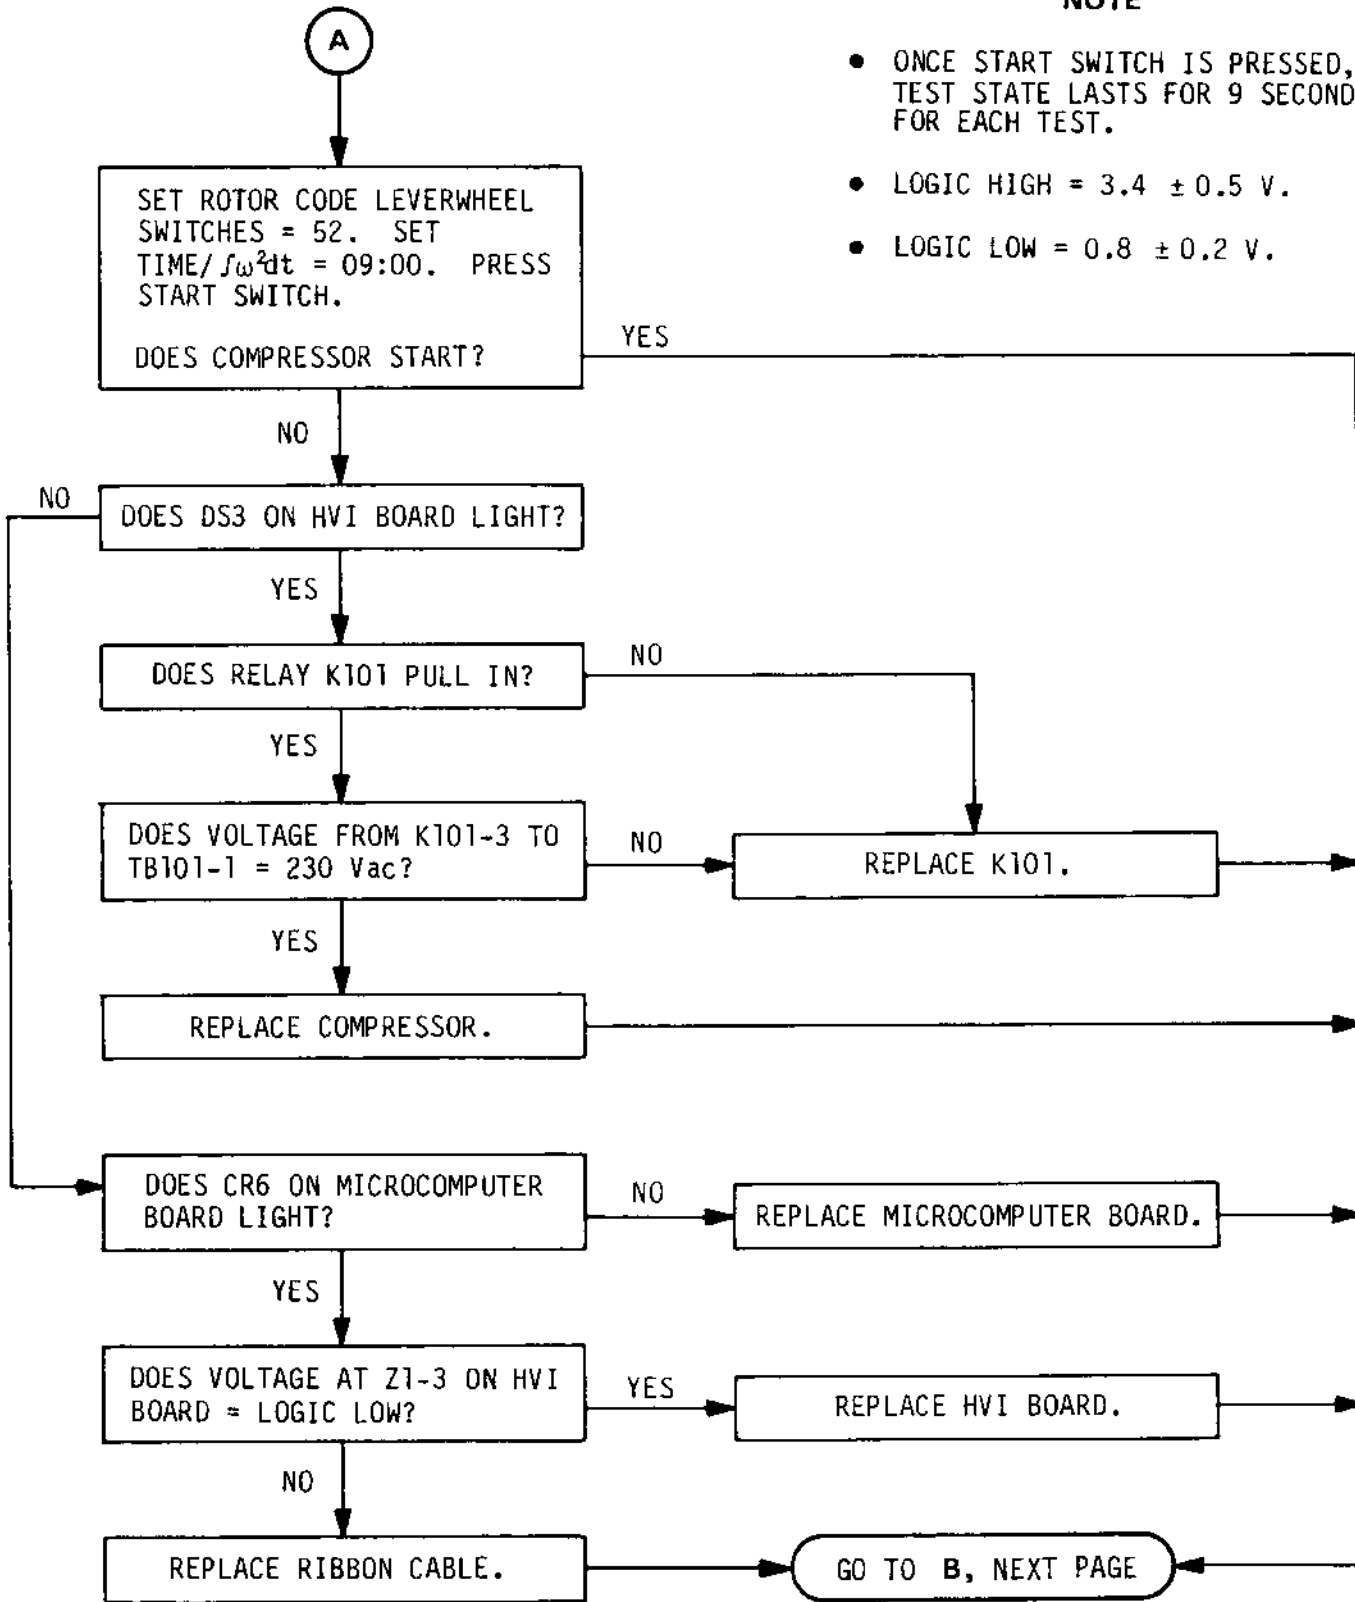 NOTE
A
• ONCE START SWITCH IS PRESSED,
TEST STATE LASTS FOR 9 SECOND
FOR EACH TEST.
• LOGIC HIGH = 3.4 ± 0.5 V.
• LOGIC LOW = 0.8 ± 0.2 V.
SET ROTOR CODE LEVERWHEEL
SWITCHES = 52. SET
TIME/∫ω²dt = 09:00. PRESS
START SWITCH.
DOES COMPRESSOR START?
YES
NO
NO
DOES DS3 ON HVI BOARD LIGHT?
YES
DOES RELAY K101 PULL IN?
NO
YES
DOES VOLTAGE FROM K101-3 TO
TB101-1 = 230 Vac?
NO
REPLACE K101.
YES
REPLACE COMPRESSOR.
DOES CR6 ON MICROCOMPUTER
BOARD LIGHT?
NO
REPLACE MICROCOMPUTER BOARD.
YES
DOES VOLTAGE AT Z1-3 ON HVI
BOARD = LOGIC LOW?
YES
REPLACE HVI BOARD.
NO
REPLACE RIBBON CABLE.
GO TO B, NEXT PAGE